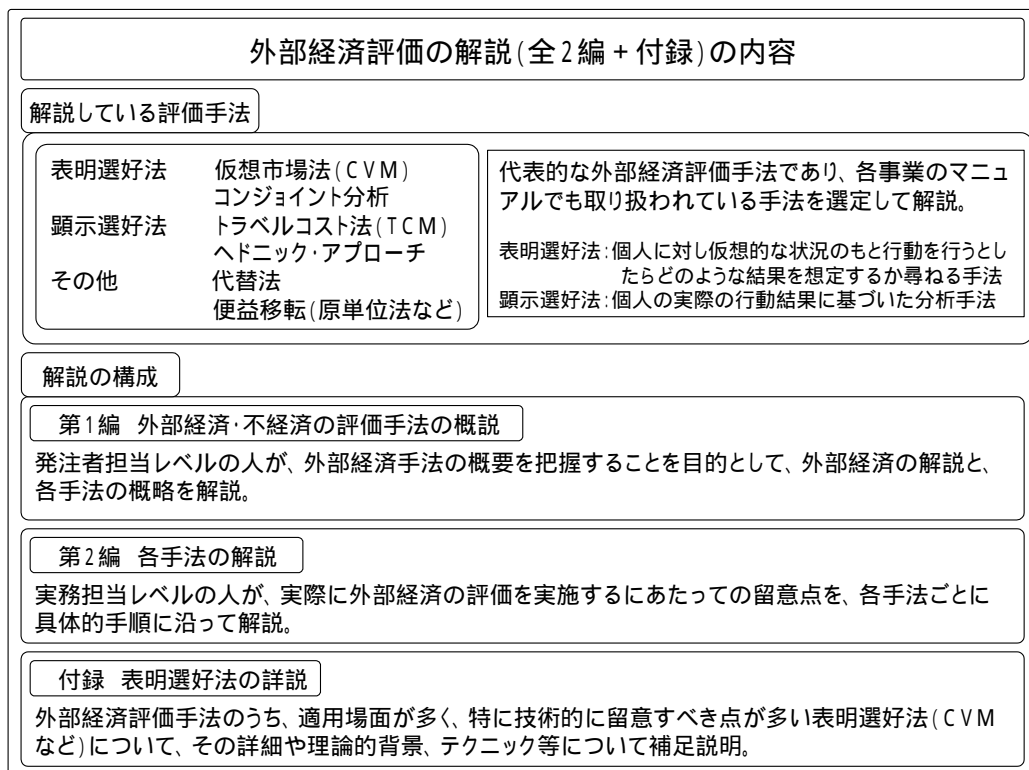 外部経済評価の解説(全2編+付録)の内容
解説している評価手法
表明選好法 仮想市場法(CVM)
コンジョイント分析
顕示選好法 トラベルコスト法(TCM)
ヘドニック・アプローチ
その他 代替法
便益移転(原単位法など)
代表的な外部経済評価手法であり、各事業のマニュ
アルでも取り扱われている手法を選定して解説。
表明選好法:個人に対し仮想的な状況のもと行動を行うとし
たらどのような結果を想定するか尋ねる手法
顕示選好法:個人の実際の行動結果に基づいた分析手法
解説の構成
第1編 外部経済・不経済の評価手法の概説
発注者担当レベルの人が、外部経済手法の概要を把握することを目的として、外部経済の解説と、
各手法の概略を解説。
第2編 各手法の解説
実務担当レベルの人が、実際に外部経済の評価を実施するにあたっての留意点を、各手法ごとに
具体的手順に沿って解説。
付録 表明選好法の詳説
外部経済評価手法のうち、適用場面が多く、特に技術的に留意すべき点が多い表明選好法(CVM
など)について、その詳細や理論的背景、テクニック等について補足説明。